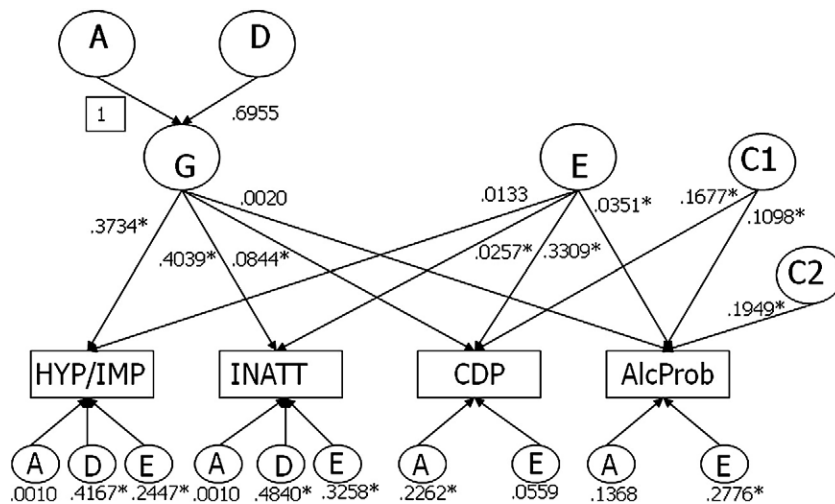 A D
1 .6955
G E C1
.0020 .0133 .0351* .1677*
.3734* .1098*
.4039* .0844* .0257* .3309*
C2
.1949*
HYP/IMP INATT CDP AlcProb
A D E A D E A E A E
.0010 .4167* .2447* .0010 .4840* .3258* .2262* .0559 .1368 .2776*